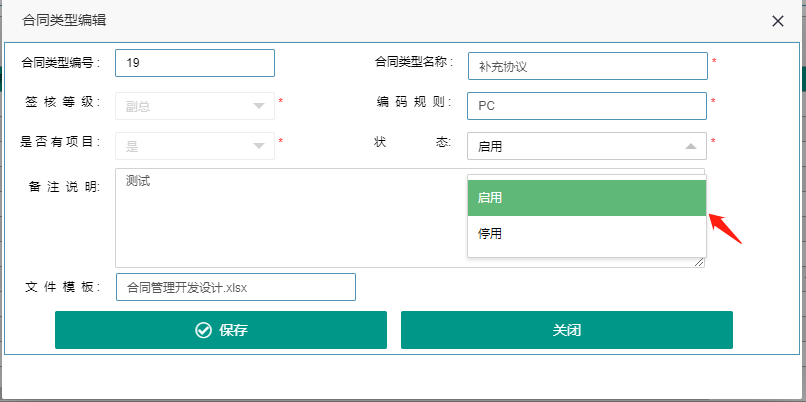 合同类型编辑
合同类型编号: 19 合同类型名称: 补充协议 *
签核等级: 副总 * 编码规则: PC *
是否有项目: 是 * 状态: 启用 *
备注说明: 测试
启用
停用
文件模板: 合同管理开发设计.xlsx
保存 关闭